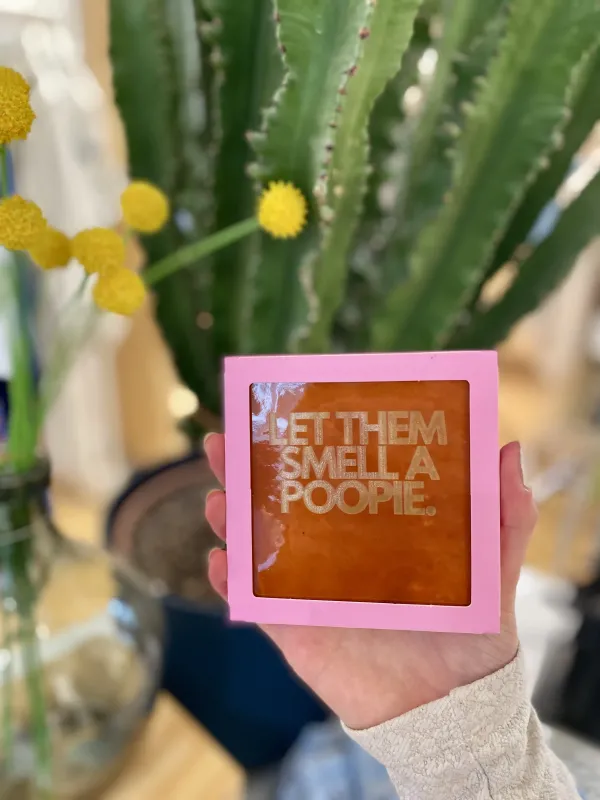 LET THEM
SMELL A
POOPIE.